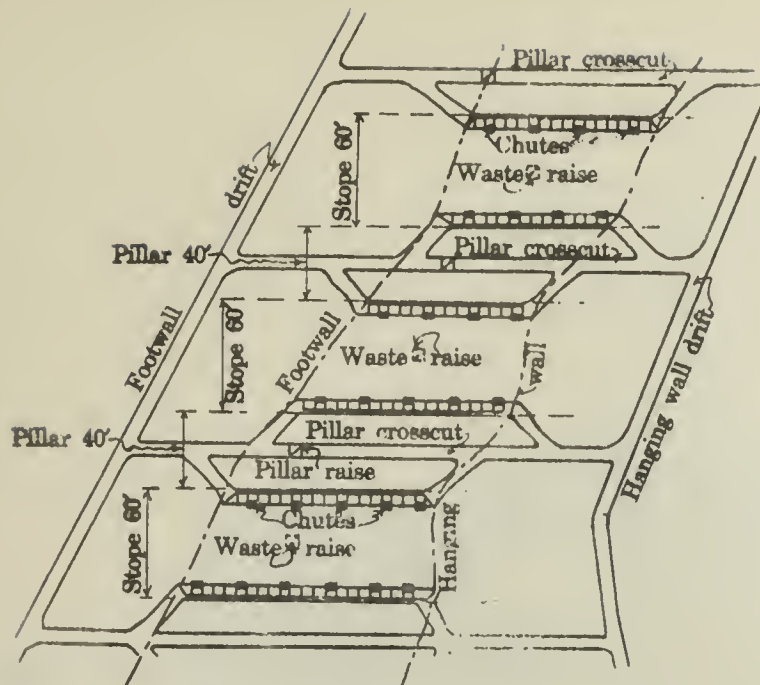 Pillar crosscut
Stope 60'
Chutes
Waste raise
drift
Pillar 40'
Pillar crosscut
Footwall
Stope 60'
Footwall
Waste raise
wall
Hanging wall drift
Pillar 40'
Pillar crosscut
Pillar raise
Stope 60'
Chutes
Waste raise
Hanging